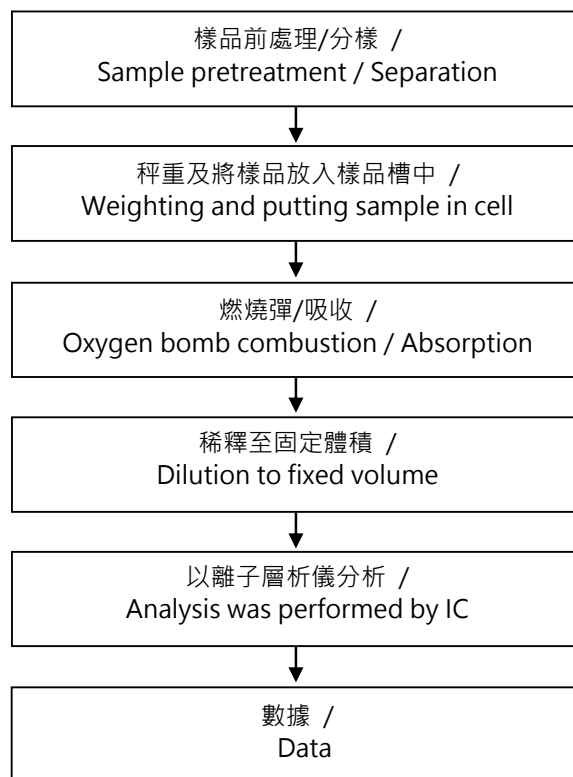 樣品前處理/分樣 /
Sample pretreatment / Separation
秤重及將樣品放入樣品槽中 /
Weighting and putting sample in cell
燃燒彈/吸收 /
Oxygen bomb combustion / Absorption
稀釋至固定體積 /
Dilution to fixed volume
以離子層析儀分析 /
Analysis was performed by IC
數據 /
Data